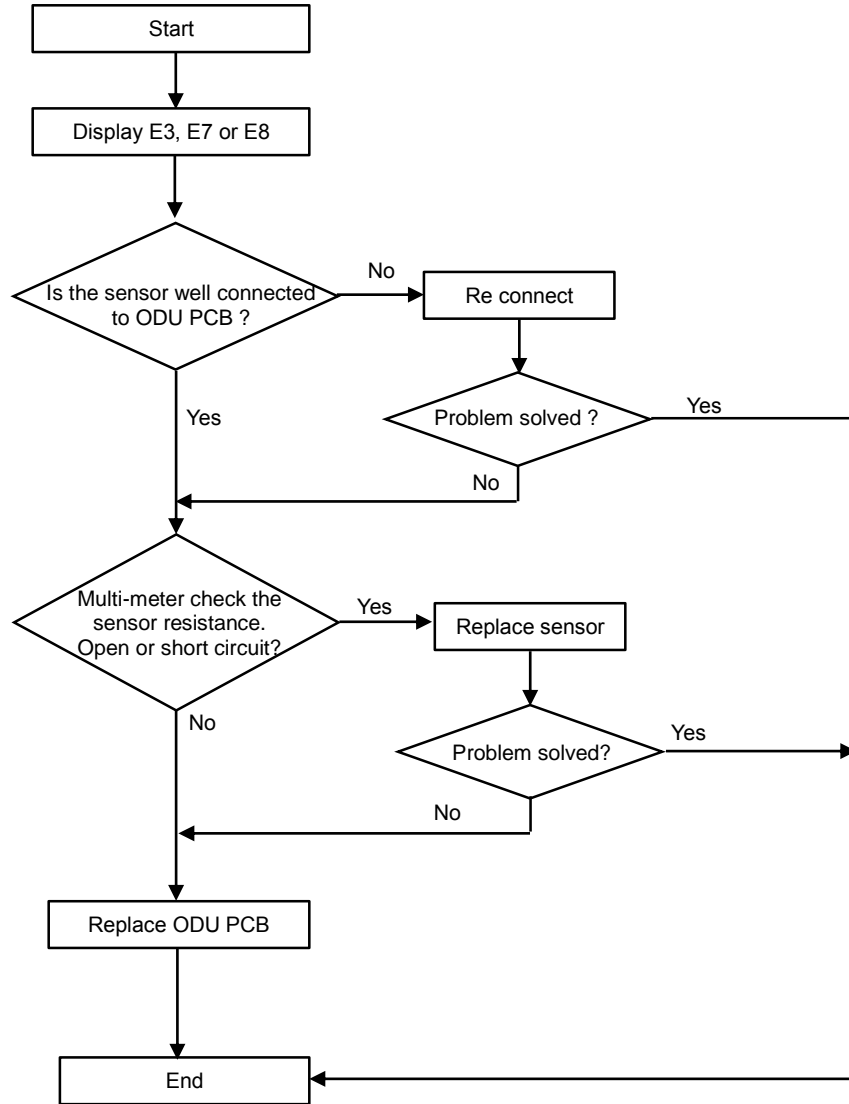 Start
Display E3, E7 or E8
Is the sensor well connected
to ODU PCB ?
No
Re connect
Yes
Problem solved ?
Yes
No
Multi-meter check the
sensor resistance.
Open or short circuit?
Yes
Replace sensor
No
Problem solved?
Yes
No
Replace ODU PCB
End